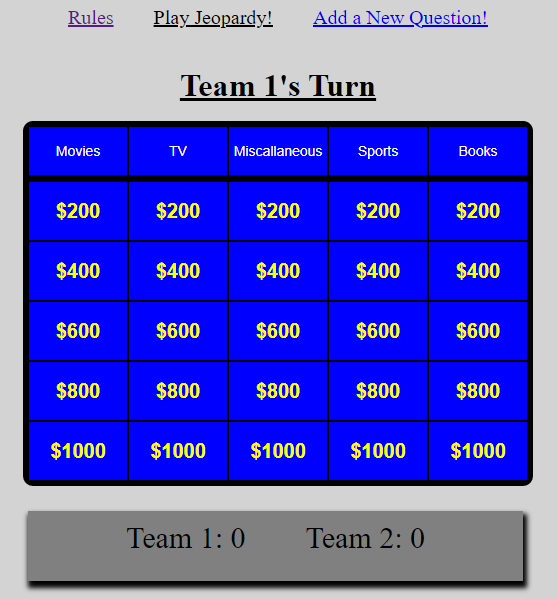 Rules Play Jeopardy! Add a New Question!
Team 1's Turn
Movies TV Miscellaneous Sports Books
$200 $200 $200 $200 $200
$400 $400 $400 $400 $400
$600 $600 $600 $600 $600
$800 $800 $800 $800 $800
$1000 $1000 $1000 $1000 $1000
Team 1: 0 Team 2: 0